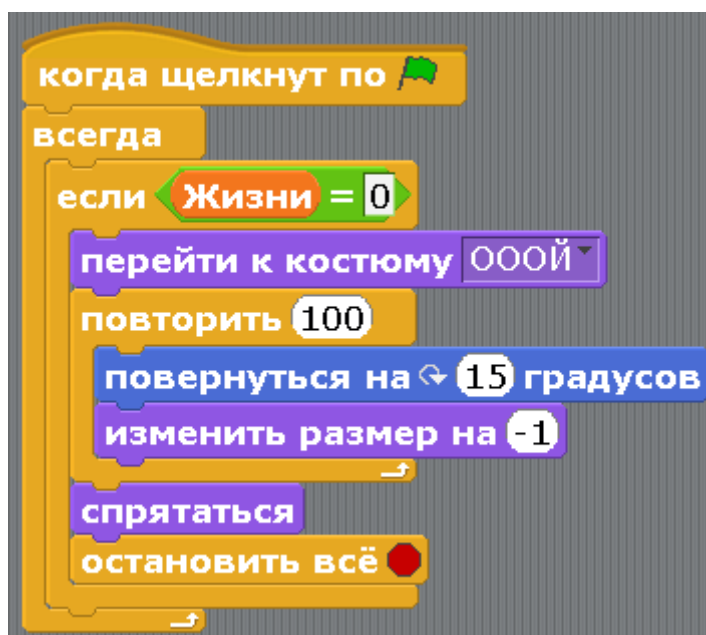 когда щелкнут по
всегда
если Жизни = 0
перейти к костюму ОООЙ
повторить 100
повернуться на 15 градусов
изменить размер на -1
спрятаться
остановить всё